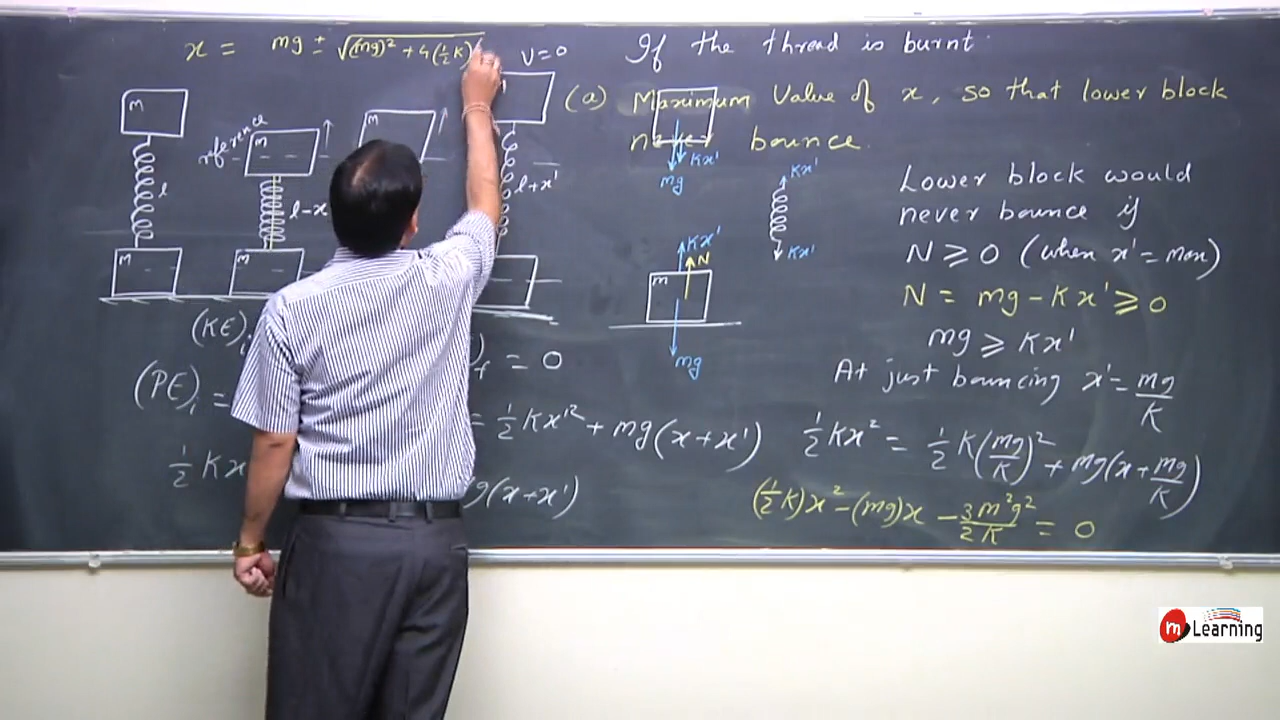 x = mg ± √(mg)² + 4(½K)
v=0
If the thread is burnt
(a) Maximum Value of x, so that lower block
never bounce.
m
l
reference
m
l-x
m
l+x'
m
m
Kx'
mg
Kx'
Kx'
Kx'
N
m
mg
Lower block would
never bounce if
N ⩾ 0 (when x' = max)
N = mg - Kx' ⩾ 0
mg ⩾ Kx'
At just bouncing x' = mg/K
(KE)i
f = 0
(PE)i =
= ½Kx'² + mg(x+x')
½Kx
g(x+x')
½Kx² = ½K(mg/K)² + mg(x+mg/K)
(½K)x² - (mg)x - 3m²g²/2K = 0
m Learning